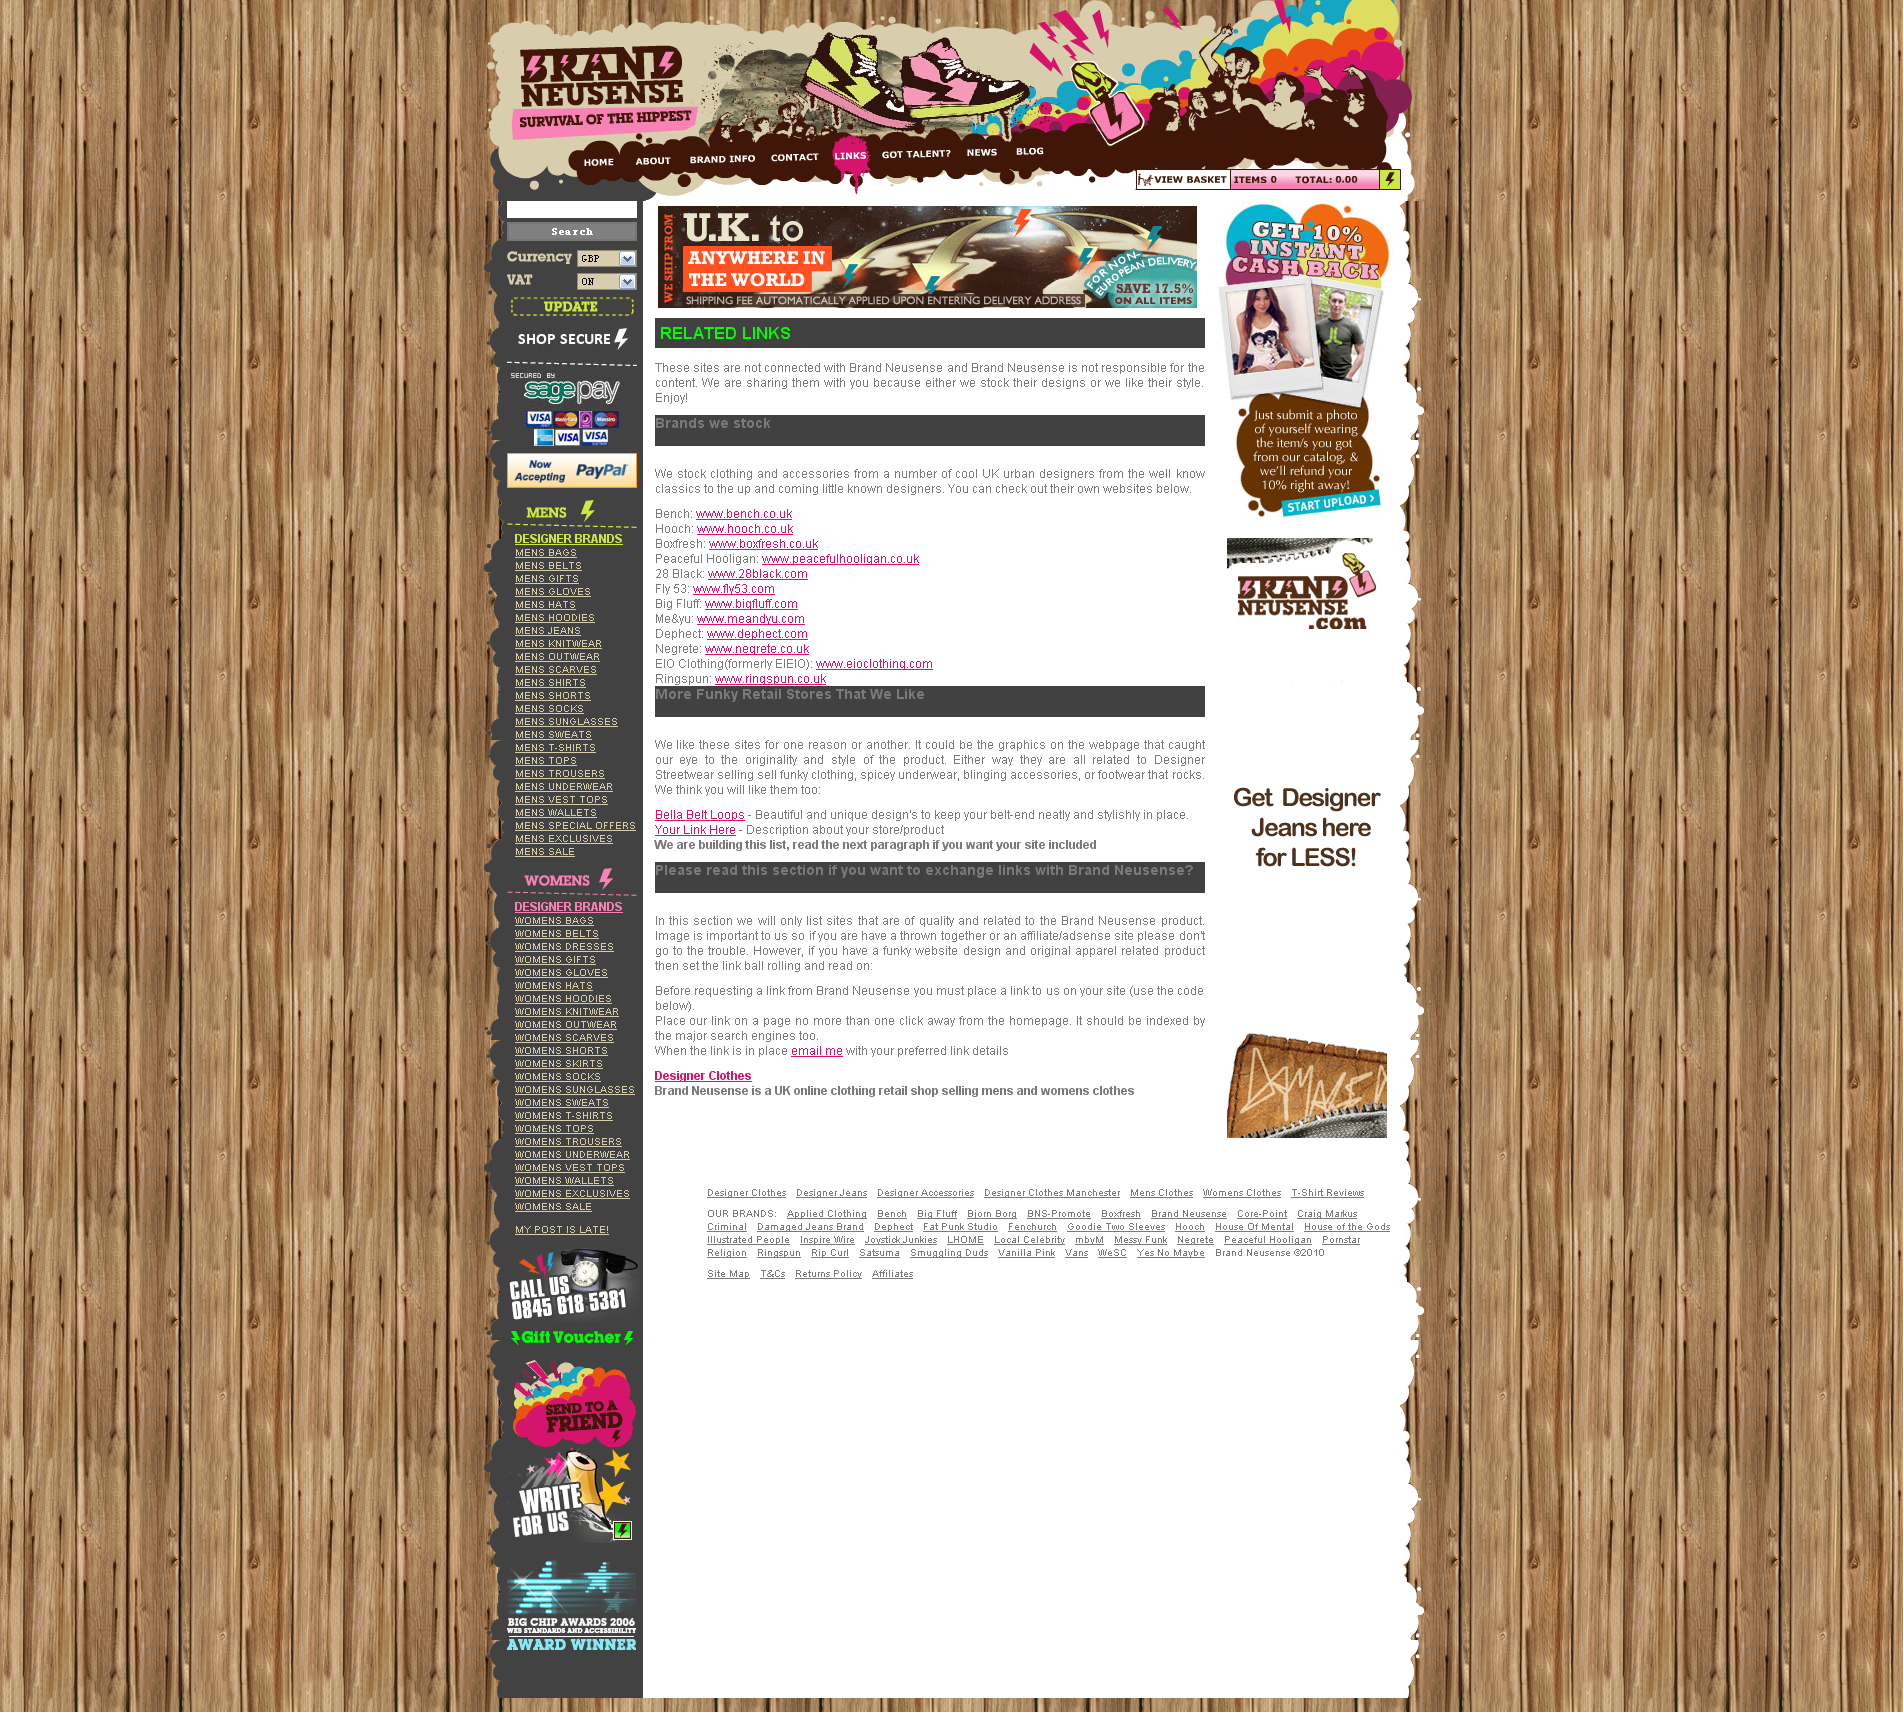 BRAND
NEUSENSE
SURVIVAL OF THE HIPPEST
HOME ABOUT BRAND INFO CONTACT LINKS GOT TALENT? NEWS BLOG
VIEW BASKET ITEMS 0 TOTAL: 0.00
Search
Currency GBP
VAT ON
UPDATE
SHOP SECURE
SECURED BY
sage pay
VISA MasterCard Maestro
VISA VISA
Now Accepting PayPal
MENS
DESIGNER BRANDS
MENS BAGS
MENS BELTS
MENS GIFTS
MENS GLOVES
MENS HATS
MENS HOODIES
MENS JEANS
MENS KNITWEAR
MENS OUTWEAR
MENS SCARVES
MENS SHIRTS
MENS SHORTS
MENS SOCKS
MENS SUNGLASSES
MENS SWEATS
MENS T-SHIRTS
MENS TOPS
MENS TROUSERS
MENS UNDERWEAR
MENS VEST TOPS
MENS WALLETS
MENS SPECIAL OFFERS
MENS EXCLUSIVES
MENS SALE
WOMENS
DESIGNER BRANDS
WOMENS BAGS
WOMENS BELTS
WOMENS DRESSES
WOMENS GIFTS
WOMENS GLOVES
WOMENS HATS
WOMENS HOODIES
WOMENS KNITWEAR
WOMENS OUTWEAR
WOMENS SCARVES
WOMENS SHORTS
WOMENS SKIRTS
WOMENS SOCKS
WOMENS SUNGLASSES
WOMENS SWEATS
WOMENS T-SHIRTS
WOMENS TOPS
WOMENS TROUSERS
WOMENS UNDERWEAR
WOMENS VEST TOPS
WOMENS WALLETS
WOMENS EXCLUSIVES
WOMENS SALE
MY POST IS LATE!
CALL US
0845 618 5381
Gift Voucher
SEND TO A
FRIEND
WRITE
FOR US
BIG CHIP AWARDS 2006
WEB STANDARDS AND ACCESSIBILITY
AWARD WINNER
WE SHIP FROM
U.K. to
ANYWHERE IN
THE WORLD
SHIPPING FEE AUTOMATICALLY APPLIED UPON ENTERING DELIVERY ADDRESS
FOR NON-
EUROPEAN DELIVERY
SAVE 17.5%
ON ALL ITEMS
RELATED LINKS
These sites are not connected with Brand Neusense and Brand Neusense is not responsible for the
content. We are sharing them with you because either we stock their designs or we like their style.
Enjoy!
Brands we stock
We stock clothing and accessories from a number of cool UK urban designers from the well know
classics to the up and coming little known designers. You can check out their own websites below.
Bench: www.bench.co.uk
Hooch: www.hooch.co.uk
Boxfresh: www.boxfresh.co.uk
Peaceful Hooligan: www.peacefulhooligan.co.uk
28 Black: www.28black.com
Fly 53: www.fly53.com
Big Fluff: www.bigfluff.com
Me&yu: www.meandyu.com
Dephect: www.dephect.com
Negrete: www.negrete.co.uk
EIO Clothing(formerly EIEIO): www.eioclothing.com
Ringspun: www.ringspun.co.uk
More Funky Retail Stores That We Like
We like these sites for one reason or another. It could be the graphics on the webpage that caught
our eye to the originality and style of the product. Either way they are all related to Designer
Streetwear selling sell funky clothing, spicey underwear, blinging accessories, or footwear that rocks.
We think you will like them too:
Bella Belt Loops - Beautiful and unique design's to keep your belt-end neatly and stylishly in place.
Your Link Here - Description about your store/product
We are building this list, read the next paragraph if you want your site included
Please read this section if you want to exchange links with Brand Neusense?
In this section we will only list sites that are of quality and related to the Brand Neusense product.
Image is important to us so if you are have a thrown together or an affiliate/adsense site please don't
go to the trouble. However, if you have a funky website design and original apparel related product
then set the link ball rolling and read on:
Before requesting a link from Brand Neusense you must place a link to us on your site (use the code
below).
Place our link on a page no more than one click away from the homepage. It should be indexed by
the major search engines too.
When the link is in place email me with your preferred link details
Designer Clothes
Brand Neusense is a UK online clothing retail shop selling mens and womens clothes
GET 10%
INSTANT
CASH BACK
Just submit a photo
of yourself wearing
the item/s you got
from our catalog, &
we'll refund your
10% right away!
START UPLOAD >
BRAND
NEUSENSE
.com
Get Designer
Jeans here
for LESS!
Designer Clothes Designer Jeans Designer Accessories Designer Clothes Manchester Mens Clothes Womens Clothes T-Shirt Reviews
OUR BRANDS: Applied Clothing Bench Big Fluff Bjorn Borg BNS-Promote Boxfresh Brand Neusense Core-Point Craig Markus
Criminal Damaged Jeans Brand Dephect Fat Punk Studio Fenchurch Goodie Two Sleeves Hooch House Of Mental House of the Gods
Illustrated People Inspire Wire Joystick Junkies LHOME Local Celebrity mbyM Messy Funk Negrete Peaceful Hooligan Pornstar
Religion Ringspun Rip Curl Satsuma Smuggling Duds Vanilla Pink Vans WeSC Yes No Maybe Brand Neusense ©2010
Site Map T&Cs Returns Policy Affiliates